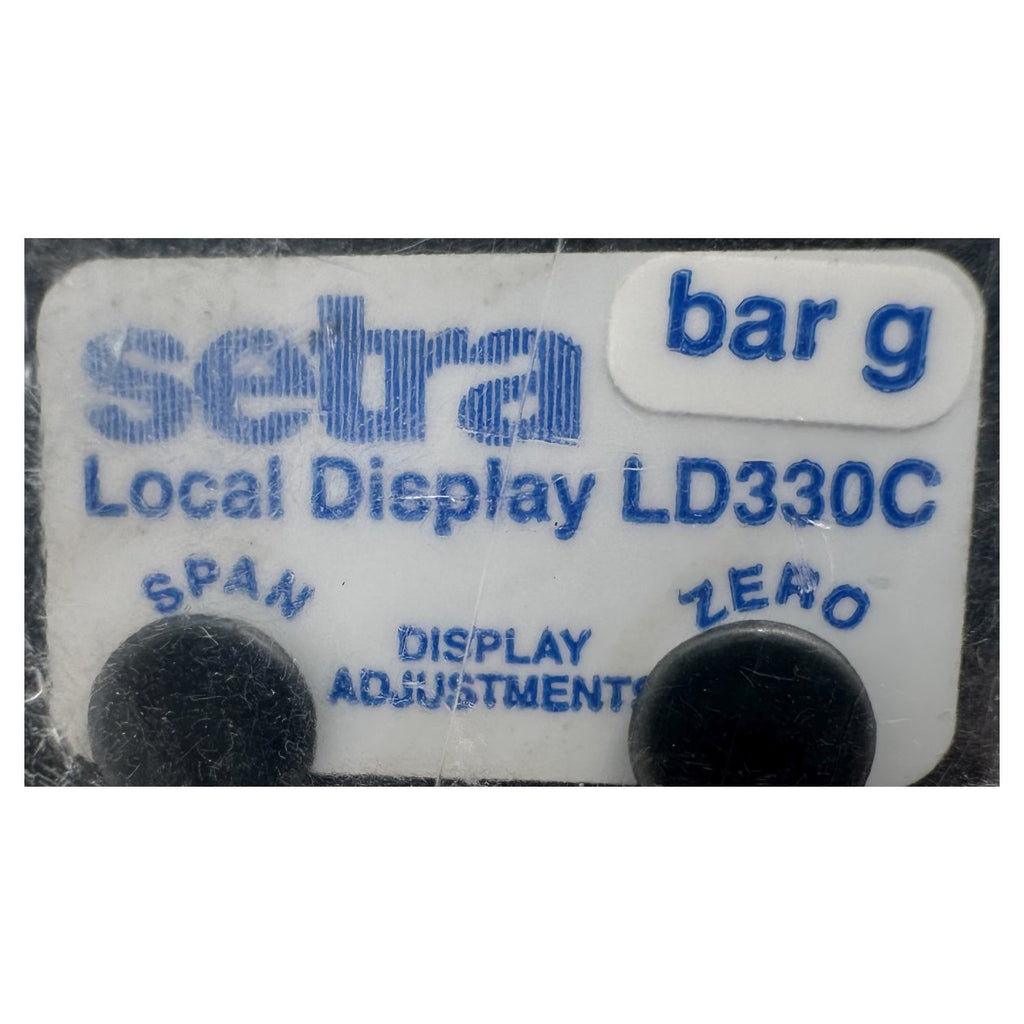 setra
bar g
Local Display LD330C
SPAN
ZERO
DISPLAY
ADJUSTMENTS